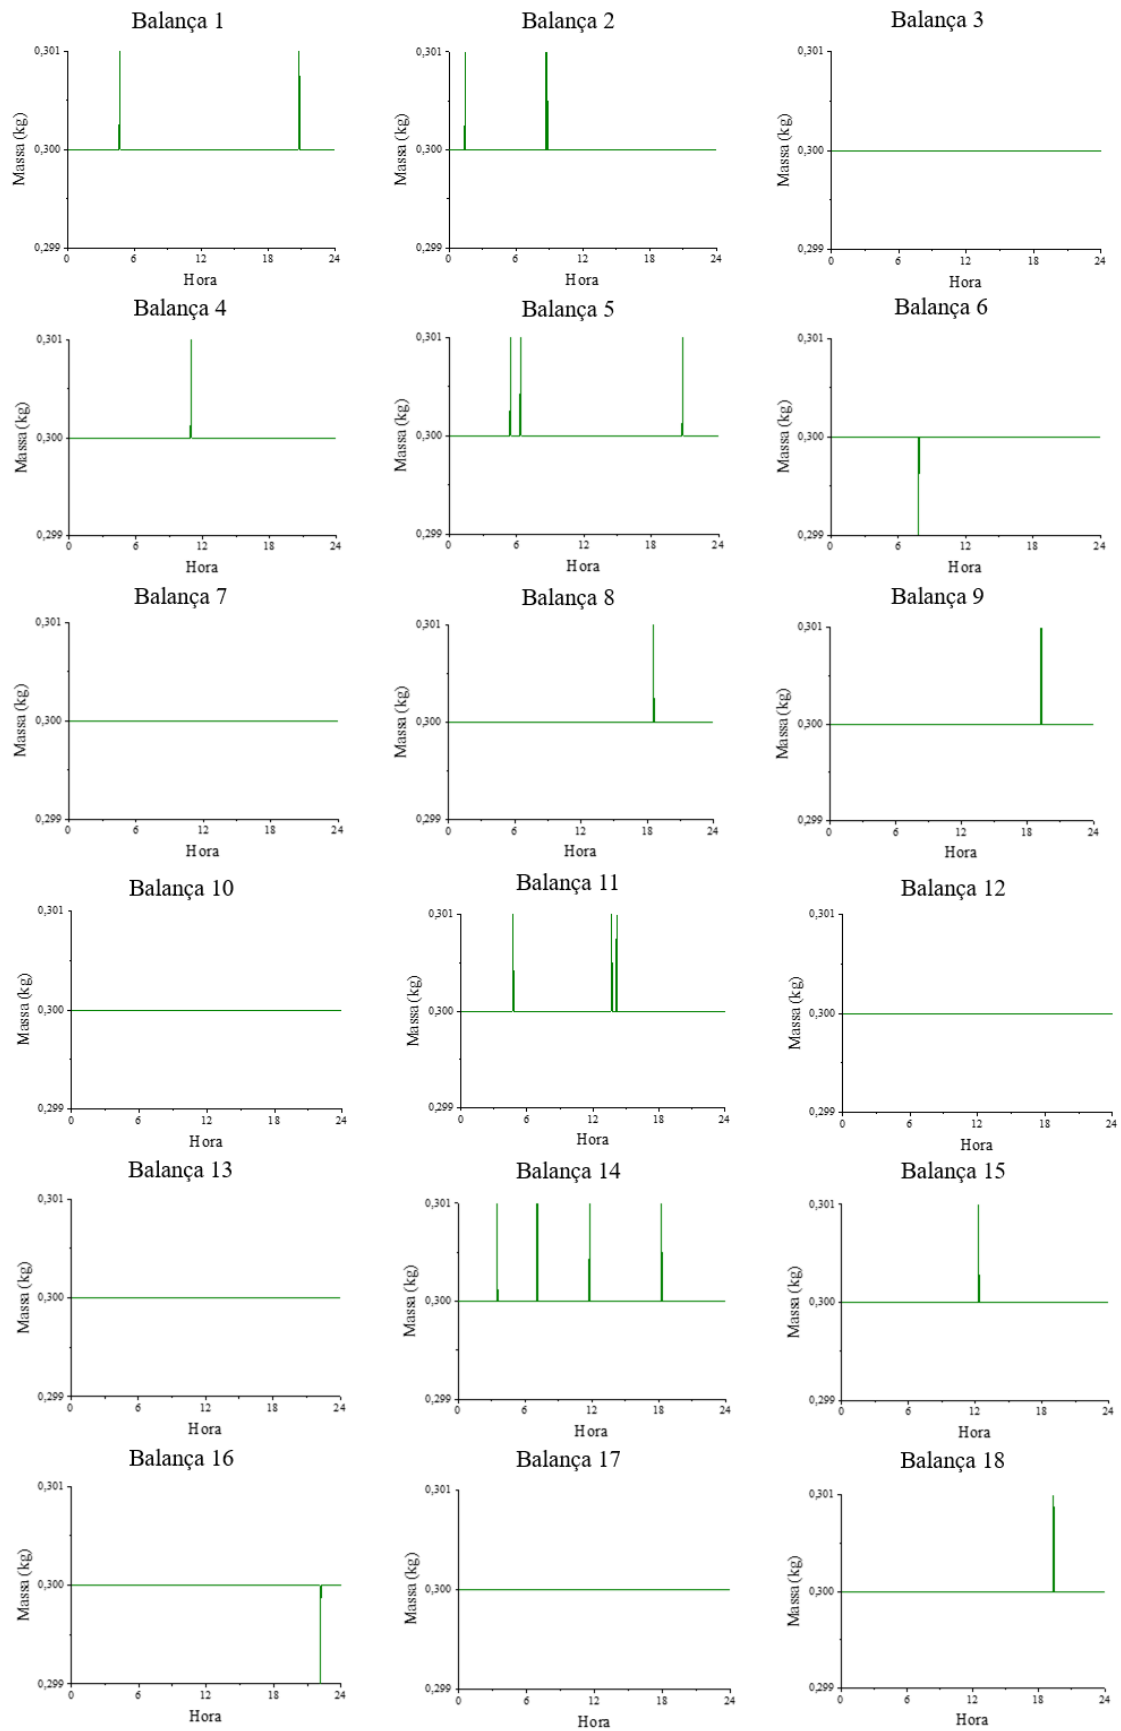 Balança 1
Balança 2
Balança 3
0,301
0,300
0,299
Massa (kg)
0 6 12 18 24
Hora
0,301
0,300
0,299
Massa (kg)
0 6 12 18 24
Hora
0,301
0,300
0,299
Massa (kg)
0 6 12 18 24
Hora
Balança 4
Balança 5
Balança 6
0,301
0,300
0,299
Massa (kg)
0 6 12 18 24
Hora
0,301
0,300
0,299
Massa (kg)
0 6 12 18 24
Hora
0,301
0,300
0,299
Massa (kg)
0 6 12 18 24
Hora
Balança 7
Balança 8
Balança 9
0,301
0,300
0,299
Massa (kg)
0 6 12 18 24
Hora
0,301
0,300
0,299
Massa (kg)
0 6 12 18 24
Hora
0,301
0,300
0,299
Massa (kg)
0 6 12 18 24
Hora
Balança 10
Balança 11
Balança 12
0,301
0,300
0,299
Massa (kg)
0 6 12 18 24
Hora
0,301
0,300
0,299
Massa (kg)
0 6 12 18 24
Hora
0,301
0,300
0,299
Massa (kg)
0 6 12 18 24
Hora
Balança 13
Balança 14
Balança 15
0,301
0,300
0,299
Massa (kg)
0 6 12 18 24
Hora
0,301
0,300
0,299
Massa (kg)
0 6 12 18 24
Hora
0,301
0,300
0,299
Massa (kg)
0 6 12 18 24
Hora
Balança 16
Balança 17
Balança 18
0,301
0,300
0,299
Massa (kg)
0 6 12 18 24
Hora
0,301
0,300
0,299
Massa (kg)
0 6 12 18 24
Hora
0,301
0,300
0,299
Massa (kg)
0 6 12 18 24
Hora